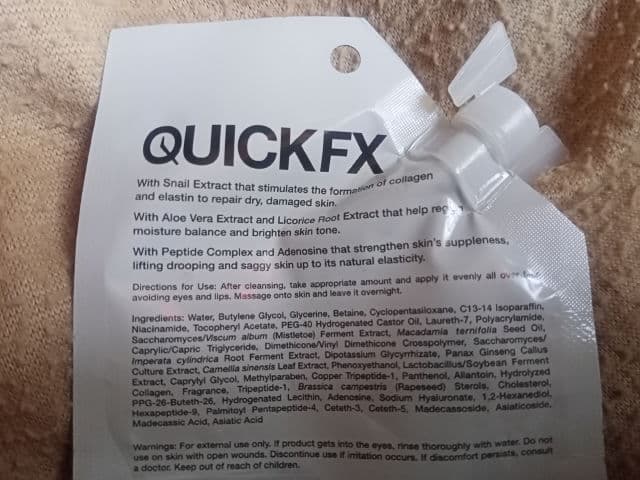 QUICKFX
With Snail Extract that stimulates the formation of collagen
and elastin to repair dry, damaged skin.
With Aloe Vera Extract and Licorice Root Extract that help
moisture balance and brighten skin tone.
With Peptide Complex and Adenosine that strengthen skin's suppleness,
lifting drooping and saggy skin up to its natural elasticity.
Directions for Use: After cleansing, take appropriate amount and apply it evenly all over
avoiding eyes and lips. Massage onto skin and leave it overnight.
Ingredients: Water, Butylene Glycol, Glycerine, Betaine, Cyclopentasiloxane, C13-14 Isoparaffin,
Niacinamide, Tocopheryl Acetate, PEG-40 Hydrogenated Castor Oil, Laureth-7, Polyacrylamide,
Saccharomyces/Viscum album (Mistletoe) Ferment Extract, Macadamia ternifolia Seed Oil,
Caprylic/Capric Triglyceride, Dimethicone/Vinyl Dimethicone Crosspolymer, Saccharomyces/
Imperata cylindrica Root Ferment Extract, Dipotassium Glycyrrhizate, Panax Ginseng Callus
Culture Extract, Camellia sinensis Leaf Extract, Phenoxyethanol, Lactobacillus/Soybean Ferment
Extract, Caprylyl Glycol, Methylparaben, Copper Tripeptide-1, Panthenol, Allantoin, Hydrolyzed
Collagen, Fragrance, Tripeptide-1, Brassica campestris (Rapeseed) Sterols, Cholesterol,
PPG-26-Buteth-26, Hydrogenated Lecithin, Adenosine, Sodium Hyaluronate, 1,2-Hexanediol,
Hexapeptide-9, Palmitoyl Pentapeptide-4, Ceteth-3, Ceteth-5, Madecassoside, Asiaticoside,
Madecassic Acid, Asiatic Acid
Warnings: For external use only. If product gets into the eyes, rinse thoroughly with water. Do not
use on skin with open wounds. Discontinue use if irritation occurs. If discomfort persists, consult
a doctor. Keep out of reach of children.